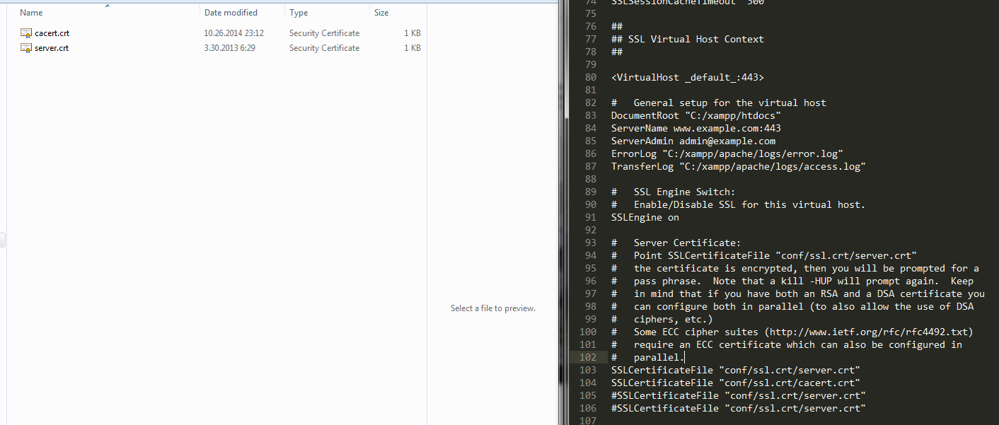 Name Date modified Type Size
cacert.crt 10.26.2014 23:12 Security Certificate 1 KB
server.crt 3.30.2013 6:29 Security Certificate 1 KB
Select a file to preview.
74 SSLSessionCacheTimeout 300
75
76 ##
77 ## SSL Virtual Host Context
78 ##
79
80 <VirtualHost _default_:443>
81
82 #   General setup for the virtual host
83 DocumentRoot "C:/xampp/htdocs"
84 ServerName www.example.com:443
85 ServerAdmin admin@example.com
86 ErrorLog "C:/xampp/apache/logs/error.log"
87 TransferLog "C:/xampp/apache/logs/access.log"
88
89 #   SSL Engine Switch:
90 #   Enable/Disable SSL for this virtual host.
91 SSLEngine on
92
93 #   Server Certificate:
94 #   Point SSLCertificateFile "conf/ssl.crt/server.crt"
95 #   the certificate is encrypted, then you will be prompted for a
96 #   pass phrase.  Note that a kill -HUP will prompt again.  Keep
97 #   in mind that if you have both an RSA and a DSA certificate you
98 #   can configure both in parallel (to also allow the use of DSA
99 #   ciphers, etc.)
100 #   Some ECC cipher suites (http://www.ietf.org/rfc/rfc4492.txt)
101 #   require an ECC certificate which can also be configured in
102 #   parallel.
103 SSLCertificateFile "conf/ssl.crt/server.crt"
104 SSLCertificateFile "conf/ssl.crt/cacert.crt"
105 #SSLCertificateFile "conf/ssl.crt/server.crt"
106 #SSLCertificateFile "conf/ssl.crt/server.crt"
107